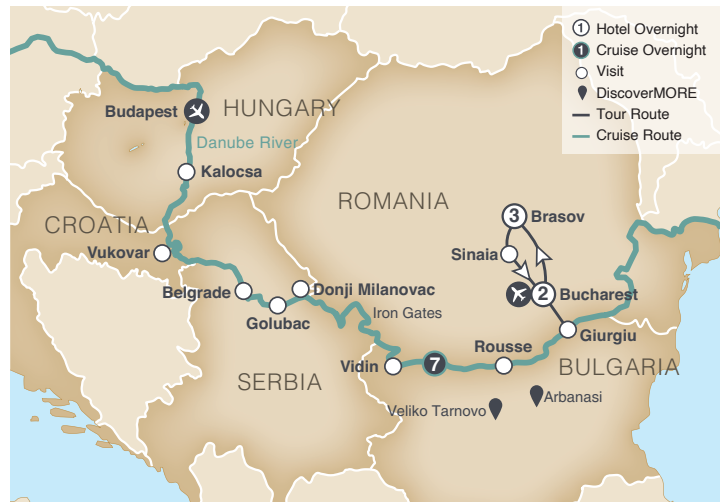 1 Hotel Overnight
1 Cruise Overnight
Visit
DiscoverMORE
Tour Route
Cruise Route
Budapest
HUNGARY
Danube River
Kalocsa
ROMANIA
CROATIA
3 Brasov
Vukovar
Sinaia
Belgrade
Donji Milanovac
2 Bucharest
Golubac
Iron Gates
Giurgiu
Rousse
Vidin
7
BULGARIA
SERBIA
Veliko Tarnovo
Arbanasi